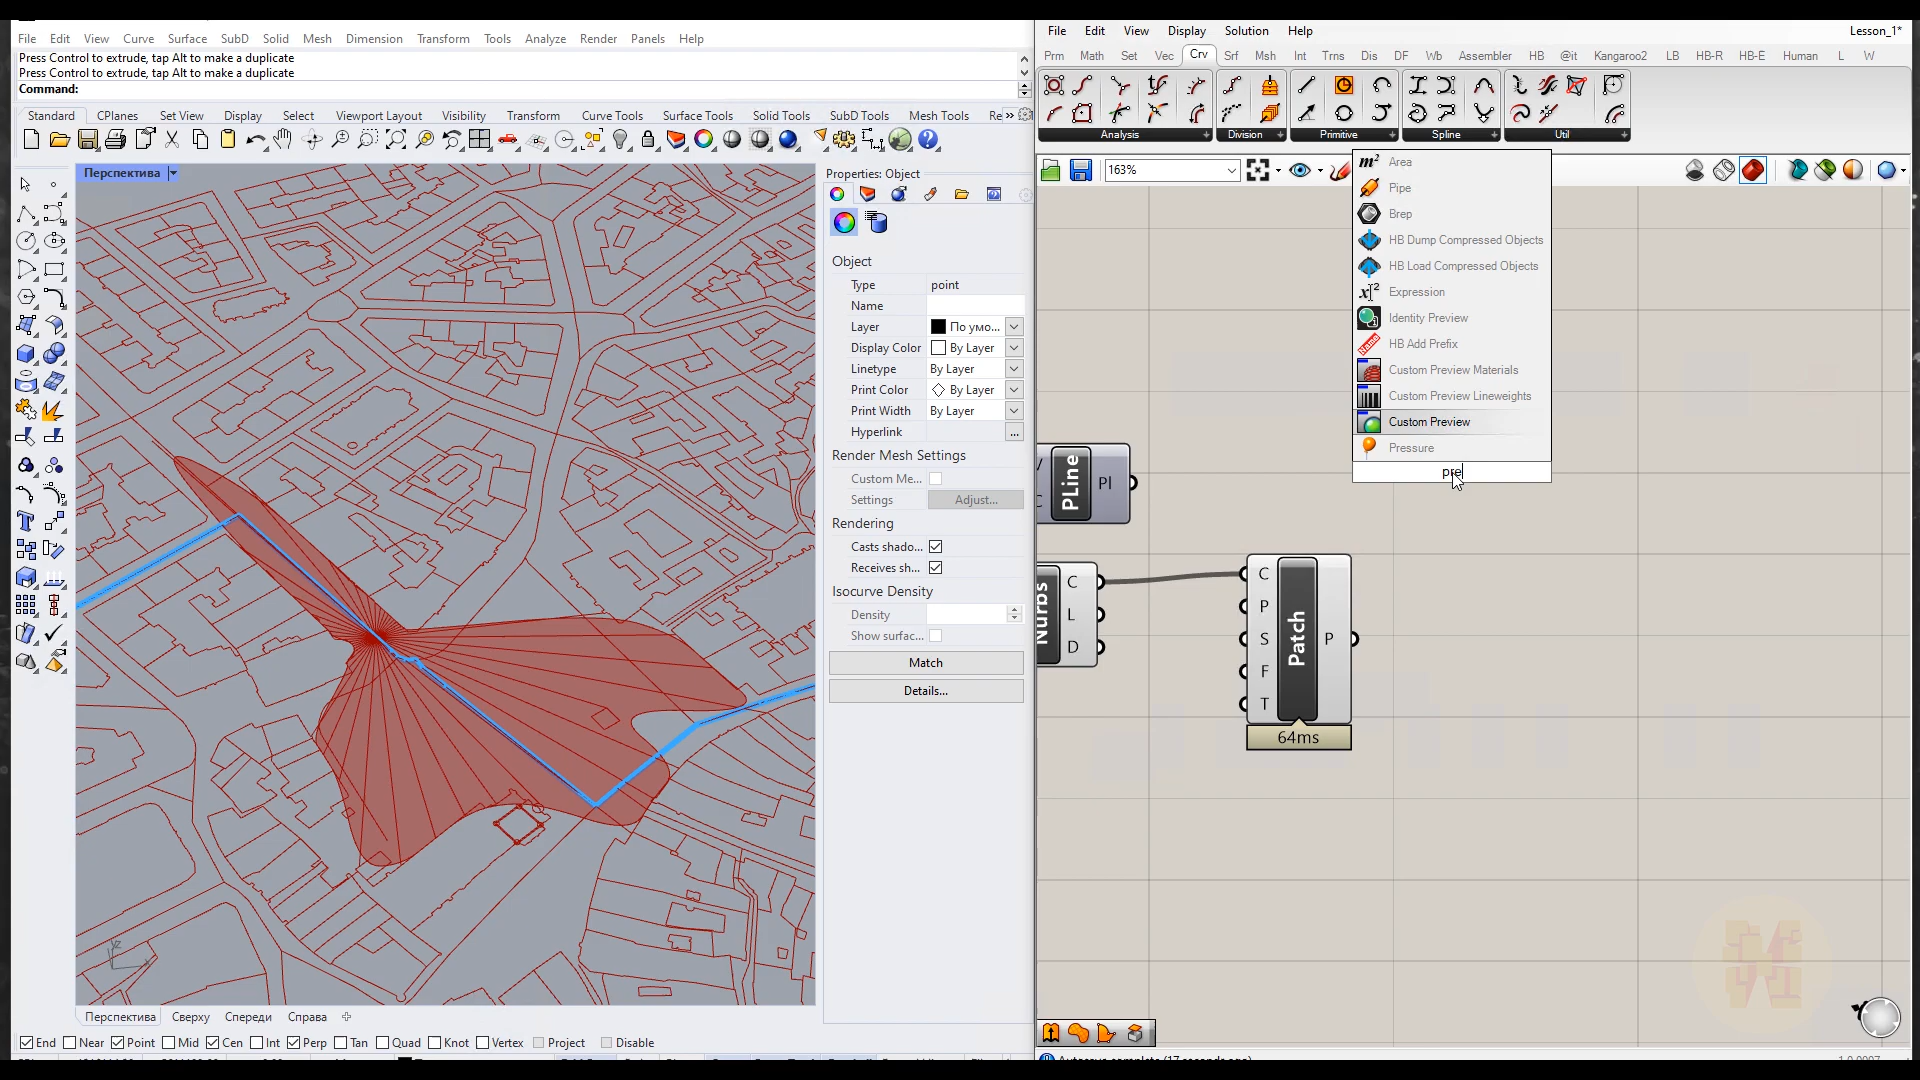 File Edit View Curve Surface SubD Solid Mesh Dimension Transform Tools Analyze Render Panels Help
Press Control to extrude, tap Alt to make a duplicate
Press Control to extrude, tap Alt to make a duplicate
Command:
Standard CPlanes Set View Display Select Viewport Layout Visibility Transform Curve Tools Surface Tools Solid Tools SubD Tools Mesh Tools Re
Перспектива
Properties: Object
Object
Type point
Name
Layer По умо...
Display Color By Layer
Linetype By Layer
Print Color By Layer
Print Width By Layer
Hyperlink ...
Render Mesh Settings
Custom Me...
Settings Adjust...
Rendering
Casts shado...
Receives sh...
Isocurve Density
Density
Show surfac...
Match
Details...
Перспектива Сверху Спереди Справа
End Near Point Mid Cen Int Perp Tan Quad Knot Vertex Project Disable
File Edit View Display Solution Help
Lesson_1*
Prm Math Set Vec Crv Srf Msh Int Trns Dis DF Wb Assembler HB @it Kangaroo2 LB HB-R HB-E Human L W
Analysis Division Primitive Spline Util
163%
Area
Pipe
Brep
HB Dump Compressed Objects
HB Load Compressed Objects
Expression
Identity Preview
HB Add Prefix
Custom Preview Materials
Custom Preview Lineweights
Custom Preview
Pressure
pre
PLine
Pl
Nurbs
C
L
D
C
P
S
F
T
Patch
P
64ms